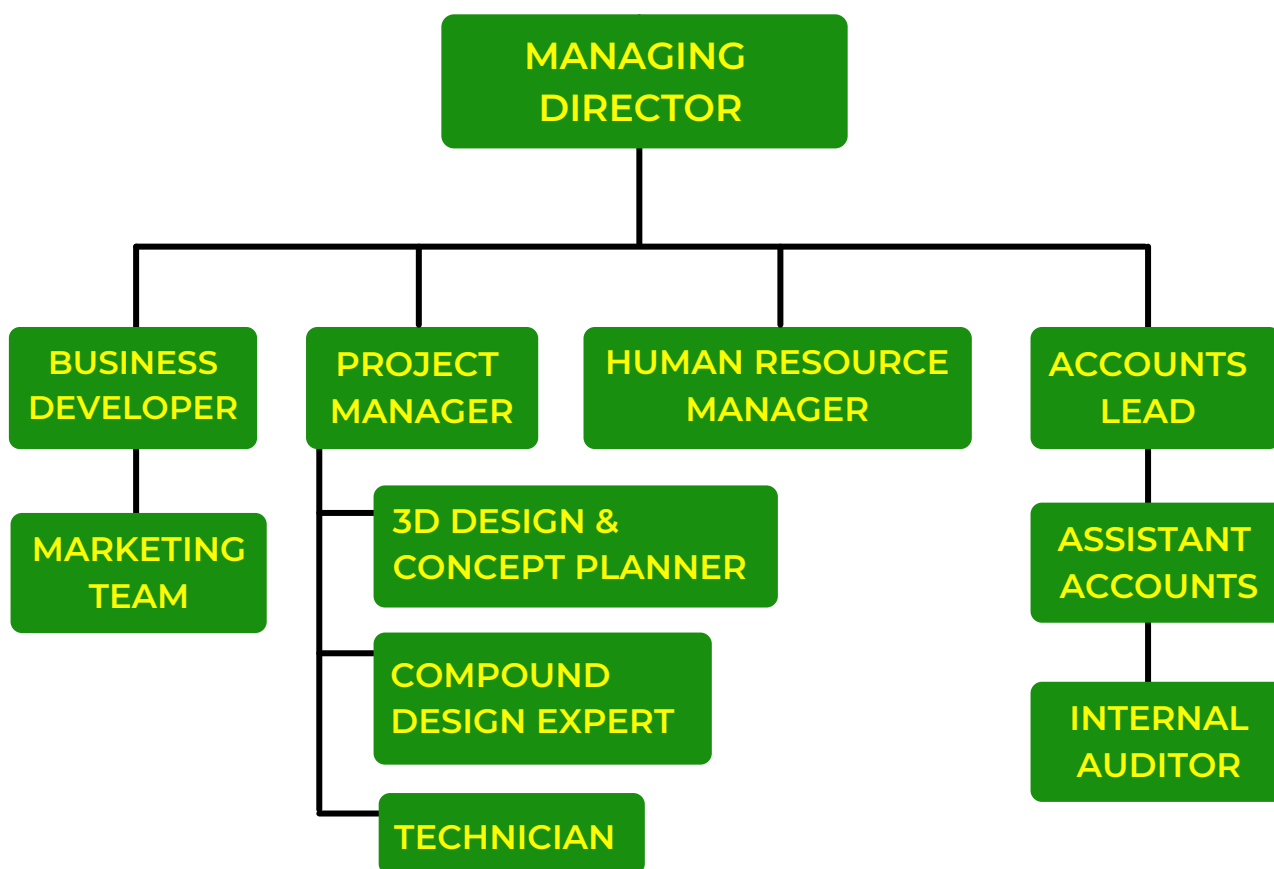 MANAGING
DIRECTOR
BUSINESS
DEVELOPER
PROJECT
MANAGER
HUMAN RESOURCE
MANAGER
ACCOUNTS
LEAD
MARKETING
TEAM
3D DESIGN &
CONCEPT PLANNER
ASSISTANT
ACCOUNTS
COMPOUND
DESIGN EXPERT
INTERNAL
AUDITOR
TECHNICIAN